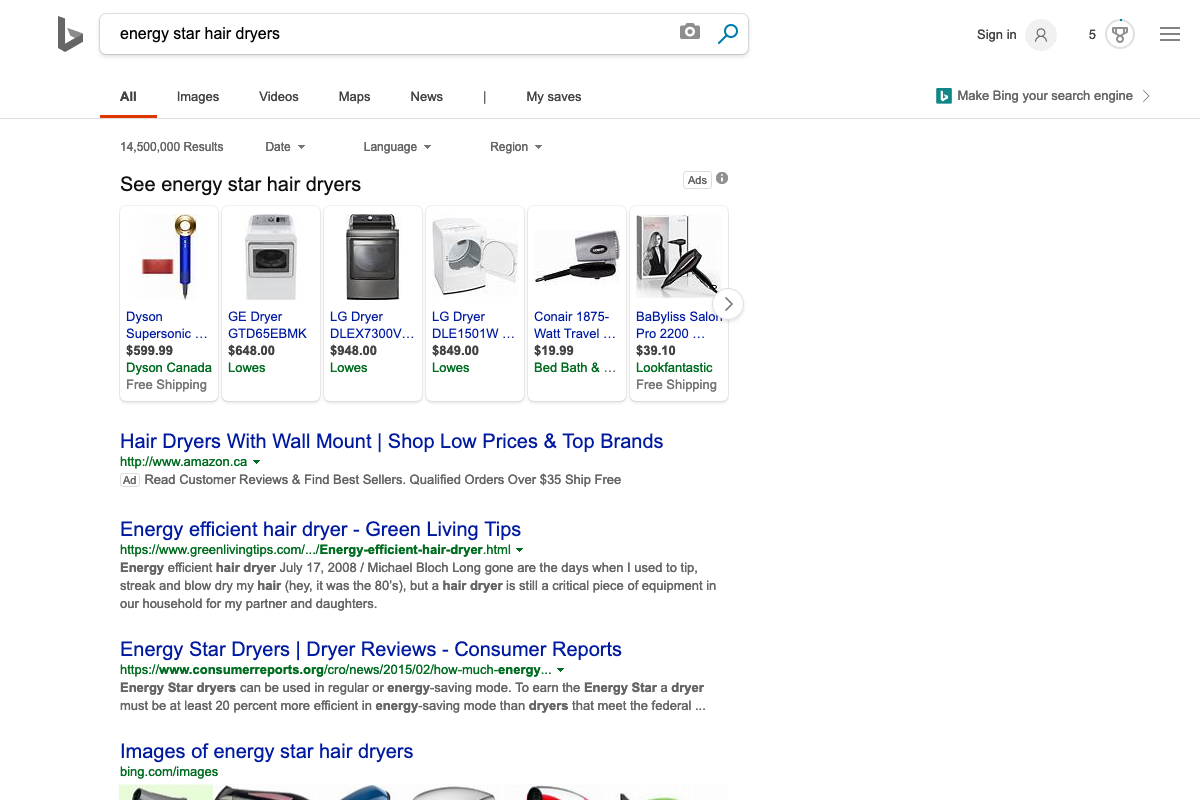 energy star hair dryers
Sign in
5
All Images Videos Maps News | My saves
Make Bing your search engine
14,500,000 Results Date Language Region
See energy star hair dryers
Ads
Dyson
Supersonic ...
$599.99
Dyson Canada
Free Shipping
GE Dryer
GTD65EBMK
$648.00
Lowes
LG Dryer
DLEX7300V...
$948.00
Lowes
LG Dryer
DLE1501W ...
$849.00
Lowes
Conair 1875-
Watt Travel ...
$19.99
Bed Bath & ...
BaByliss Salon
Pro 2200 ...
$39.10
Lookfantastic
Free Shipping
Hair Dryers With Wall Mount | Shop Low Prices & Top Brands
http://www.amazon.ca
Ad Read Customer Reviews & Find Best Sellers. Qualified Orders Over $35 Ship Free
Energy efficient hair dryer - Green Living Tips
https://www.greenlivingtips.com/.../Energy-efficient-hair-dryer.html
Energy efficient hair dryer July 17, 2008 / Michael Bloch Long gone are the days when I used to tip,
streak and blow dry my hair (hey, it was the 80's), but a hair dryer is still a critical piece of equipment in
our household for my partner and daughters.
Energy Star Dryers | Dryer Reviews - Consumer Reports
https://www.consumerreports.org/cro/news/2015/02/how-much-energy...
Energy Star dryers can be used in regular or energy-saving mode. To earn the Energy Star a dryer
must be at least 20 percent more efficient in energy-saving mode than dryers that meet the federal ...
Images of energy star hair dryers
bing.com/images